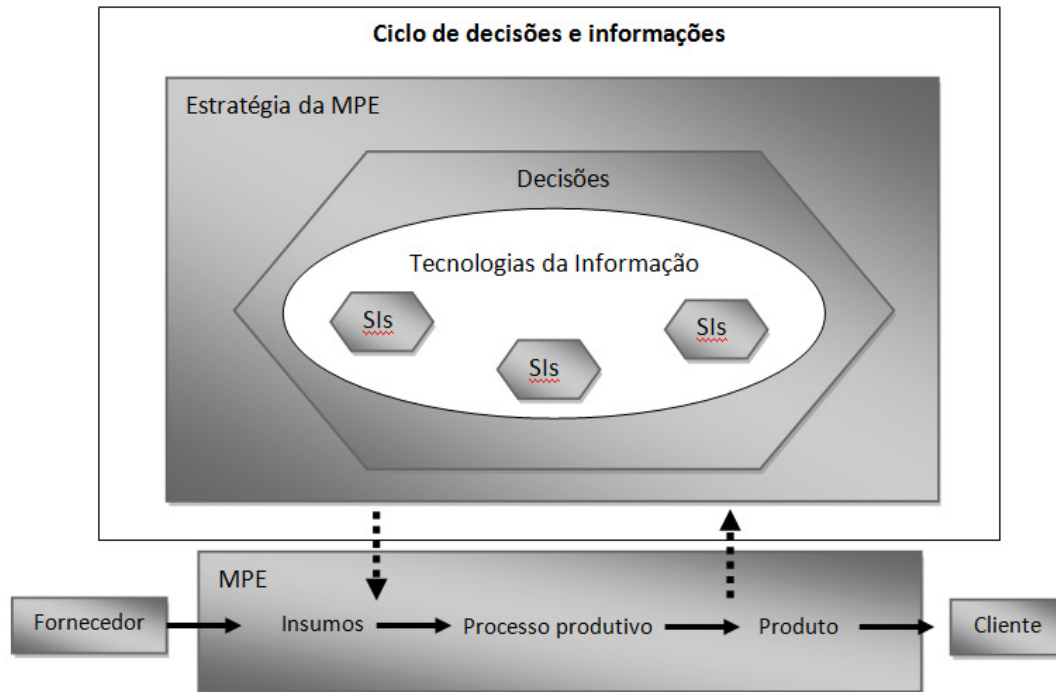 Ciclo de decisões e informações
Estratégia da MPE
Decisões
Tecnologias da Informação
SIs
SIs
SIs
MPE
Fornecedor
Insumos
Processo produtivo
Produto
Cliente